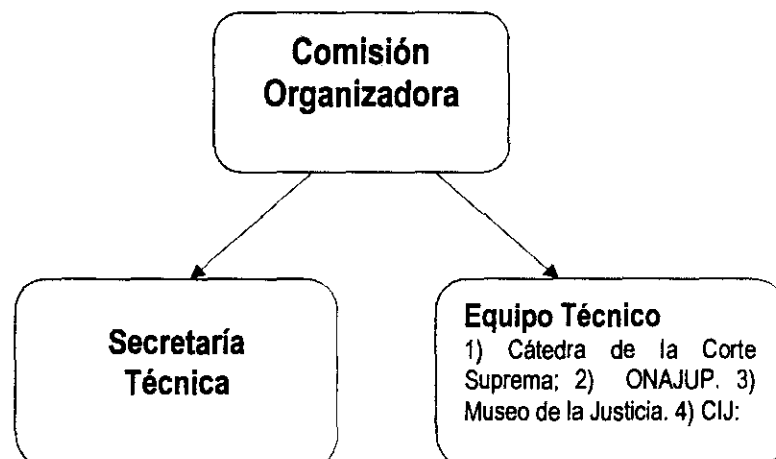 Comisión
Organizadora
Secretaría
Técnica
Equipo Técnico
1) Cátedra de la Corte
Suprema; 2) ONAJUP. 3)
Museo de la Justicia. 4) CIJ: